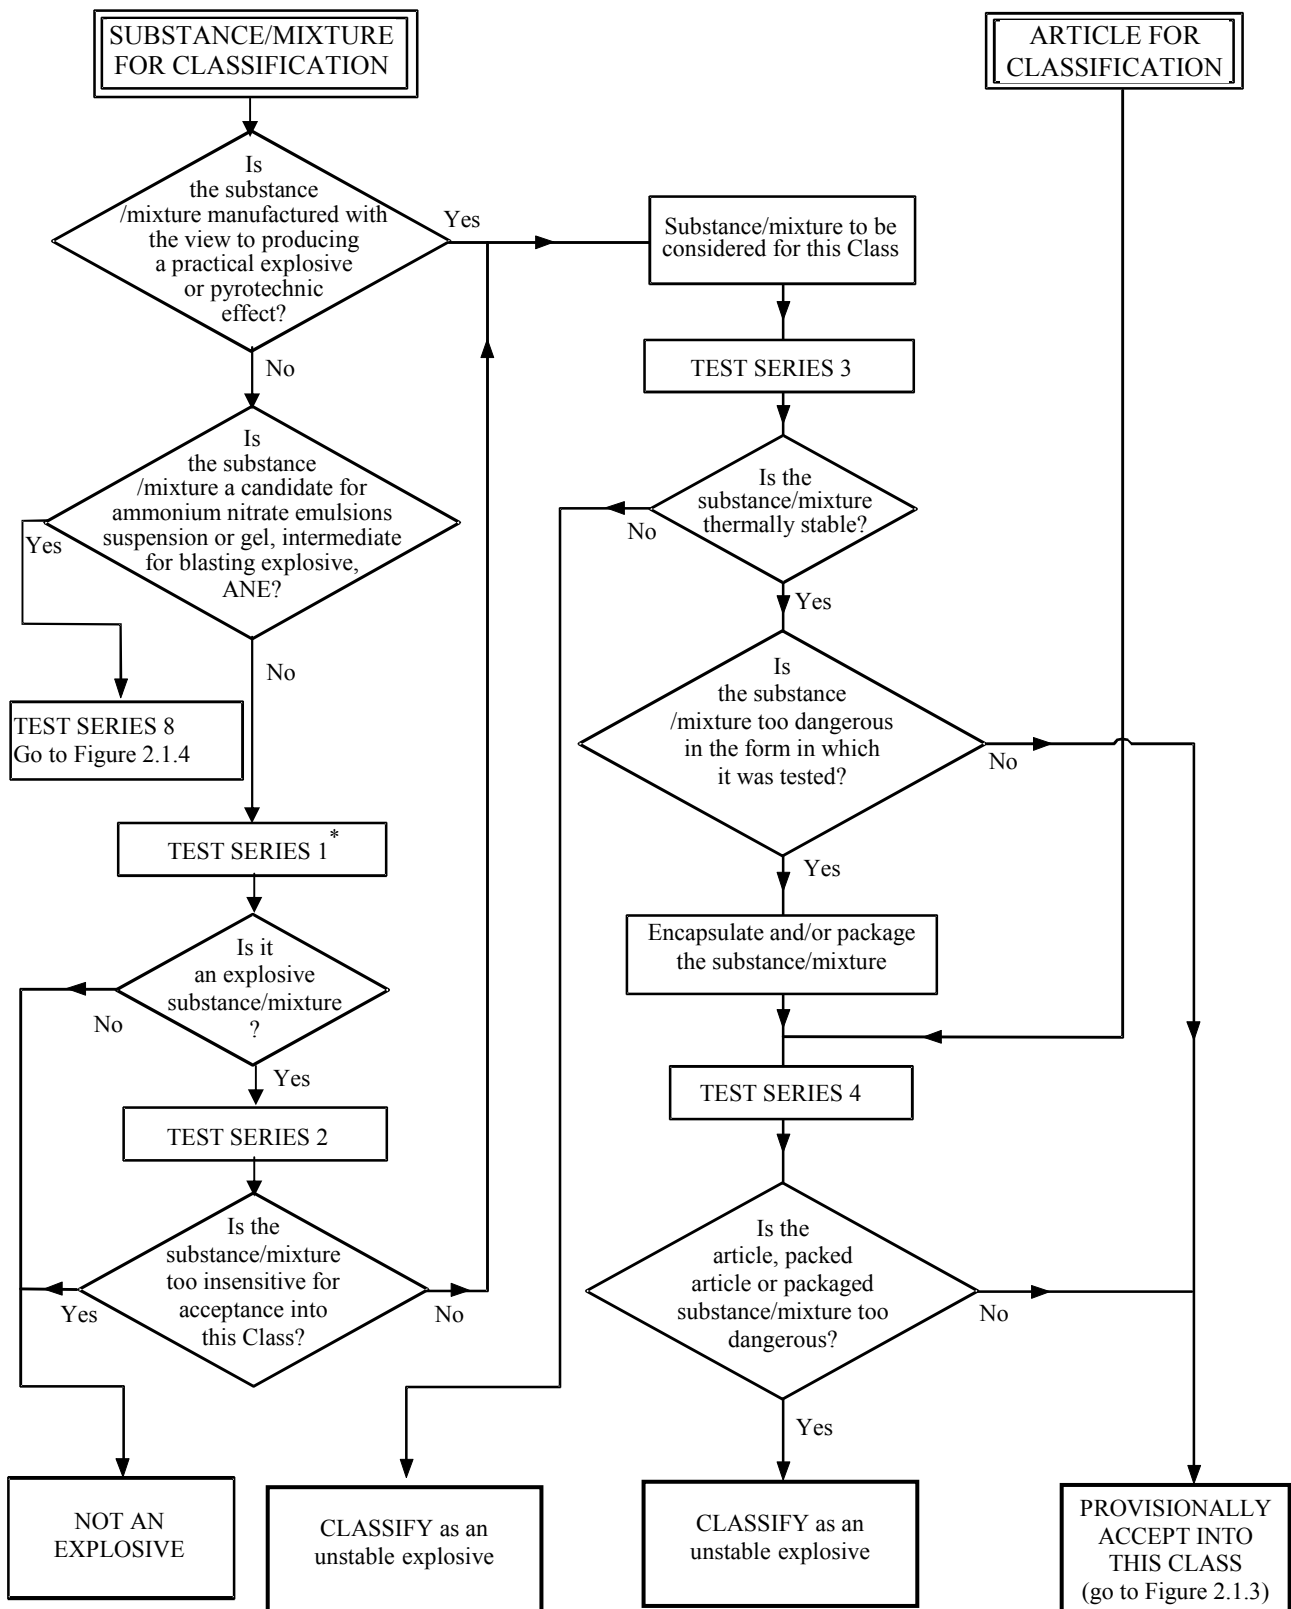 SUBSTANCE/MIXTURE
FOR CLASSIFICATION
ARTICLE FOR
CLASSIFICATION
Is
the substance
/mixture manufactured with
the view to producing
a practical explosive
or pyrotechnic
effect?
Yes
No
Substance/mixture to be
considered for this Class
TEST SERIES 3
Is
the substance
/mixture a candidate for
ammonium nitrate emulsions
suspension or gel, intermediate
for blasting explosive,
ANE?
Yes
No
Is the
substance/mixture
thermally stable?
No
Yes
TEST SERIES 8
Go to Figure 2.1.4
Is
the substance
/mixture too dangerous
in the form in which
it was tested?
No
Yes
TEST SERIES 1*
Is it
an explosive
substance/mixture
?
No
Yes
Encapsulate and/or package
the substance/mixture
TEST SERIES 2
TEST SERIES 4
Is the
substance/mixture
too insensitive for
acceptance into
this Class?
Yes
No
Is the
article, packed
article or packaged
substance/mixture too
dangerous?
No
Yes
NOT AN
EXPLOSIVE
CLASSIFY as an
unstable explosive
CLASSIFY as an
unstable explosive
PROVISIONALLY
ACCEPT INTO
THIS CLASS
(go to Figure 2.1.3)